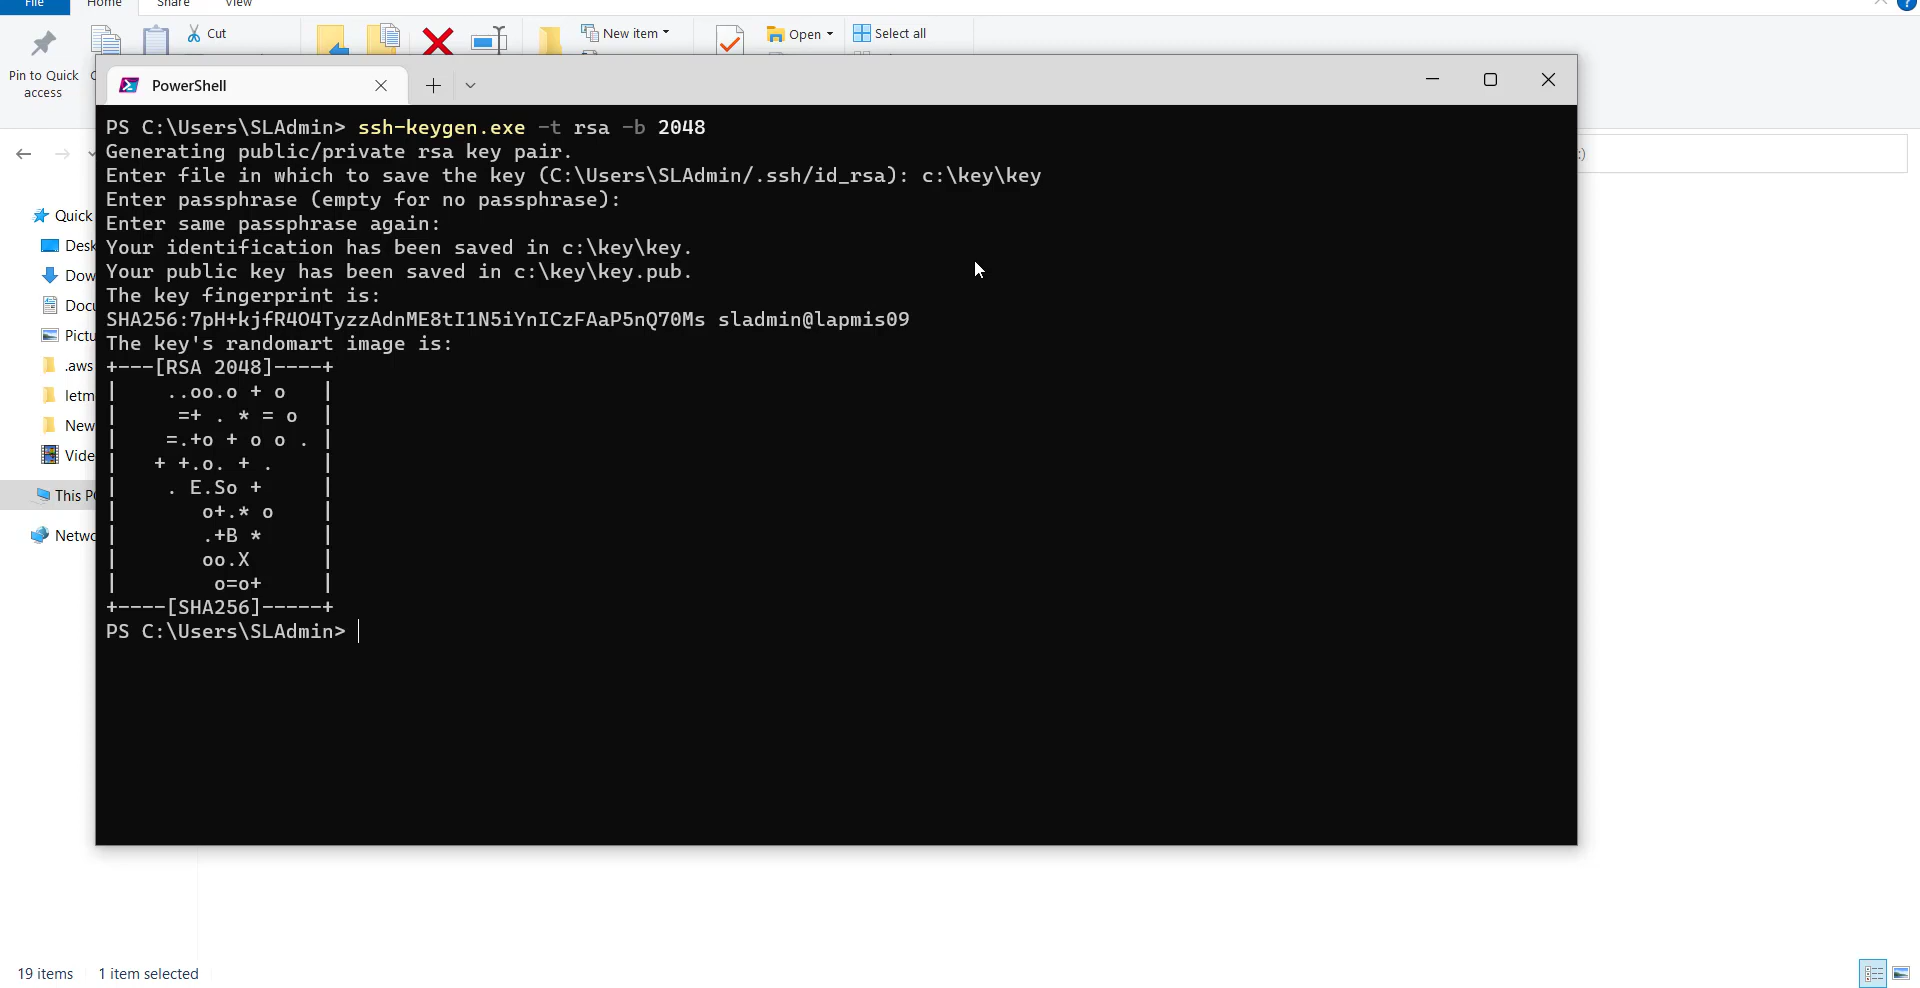 File Home Share View
Cut
New item
Open
Select all
Pin to Quick
access
PowerShell
PS C:\Users\SLAdmin> ssh-keygen.exe -t rsa -b 2048
Generating public/private rsa key pair.
Enter file in which to save the key (C:\Users\SLAdmin/.ssh/id_rsa): c:\key\key
Enter passphrase (empty for no passphrase):
Enter same passphrase again:
Your identification has been saved in c:\key\key.
Your public key has been saved in c:\key\key.pub.
The key fingerprint is:
SHA256:7pH+kjfR4O4TyzzAdnME8tI1N5iYnICzFAaP5nQ70Ms sladmin@lapmis09
The key's randomart image is:
+---[RSA 2048]----+
|    ..oo.o + o   |
|     =+ . * = o  |
|    =.+o + o o . |
|   + +.o. + .    |
|    . E.So +     |
|       o+.* o    |
|       .+B *     |
|       oo.X      |
|        o=o+     |
+----[SHA256]-----+
PS C:\Users\SLAdmin>
:)
Quick
Desk
Dow
Docu
Pictu
.aws
letm
New
Vide
This P
Netwo
19 items 1 item selected